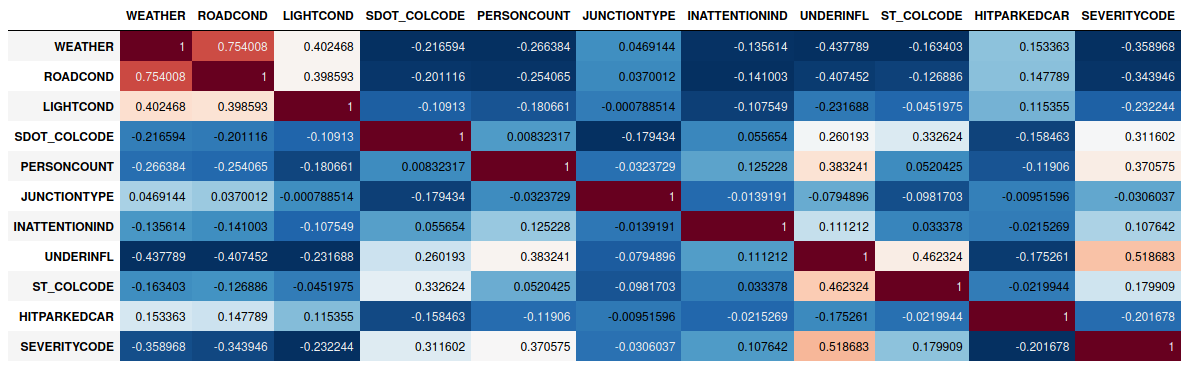 WEATHER ROADCOND LIGHTCOND SDOT_COLCODE PERSONCOUNT JUNCTIONTYPE INATTENTIONIND UNDERINFL ST_COLCODE HITPARKEDCAR SEVERITYCODE
WEATHER 1 0.754008 0.402468 -0.216594 -0.266384 0.0469144 -0.135614 -0.437789 -0.163403 0.153363 -0.358968
ROADCOND 0.754008 1 0.398593 -0.201116 -0.254065 0.0370012 -0.141003 -0.407452 -0.126886 0.147789 -0.343946
LIGHTCOND 0.402468 0.398593 1 -0.10913 -0.180661 -0.000788514 -0.107549 -0.231688 -0.0451975 0.115355 -0.232244
SDOT_COLCODE -0.216594 -0.201116 -0.10913 1 0.00832317 -0.179434 0.055654 0.260193 0.332624 -0.158463 0.311602
PERSONCOUNT -0.266384 -0.254065 -0.180661 0.00832317 1 -0.0323729 0.125228 0.383241 0.0520425 -0.11906 0.370575
JUNCTIONTYPE 0.0469144 0.0370012 -0.000788514 -0.179434 -0.0323729 1 -0.0139191 -0.0794896 -0.0981703 -0.00951596 -0.0306037
INATTENTIONIND -0.135614 -0.141003 -0.107549 0.055654 0.125228 -0.0139191 1 0.111212 0.033378 -0.0215269 0.107642
UNDERINFL -0.437789 -0.407452 -0.231688 0.260193 0.383241 -0.0794896 0.111212 1 0.462324 -0.175261 0.518683
ST_COLCODE -0.163403 -0.126886 -0.0451975 0.332624 0.0520425 -0.0981703 0.033378 0.462324 1 -0.0219944 0.179909
HITPARKEDCAR 0.153363 0.147789 0.115355 -0.158463 -0.11906 -0.00951596 -0.0215269 -0.175261 -0.0219944 1 -0.201678
SEVERITYCODE -0.358968 -0.343946 -0.232244 0.311602 0.370575 -0.0306037 0.107642 0.518683 0.179909 -0.201678 1